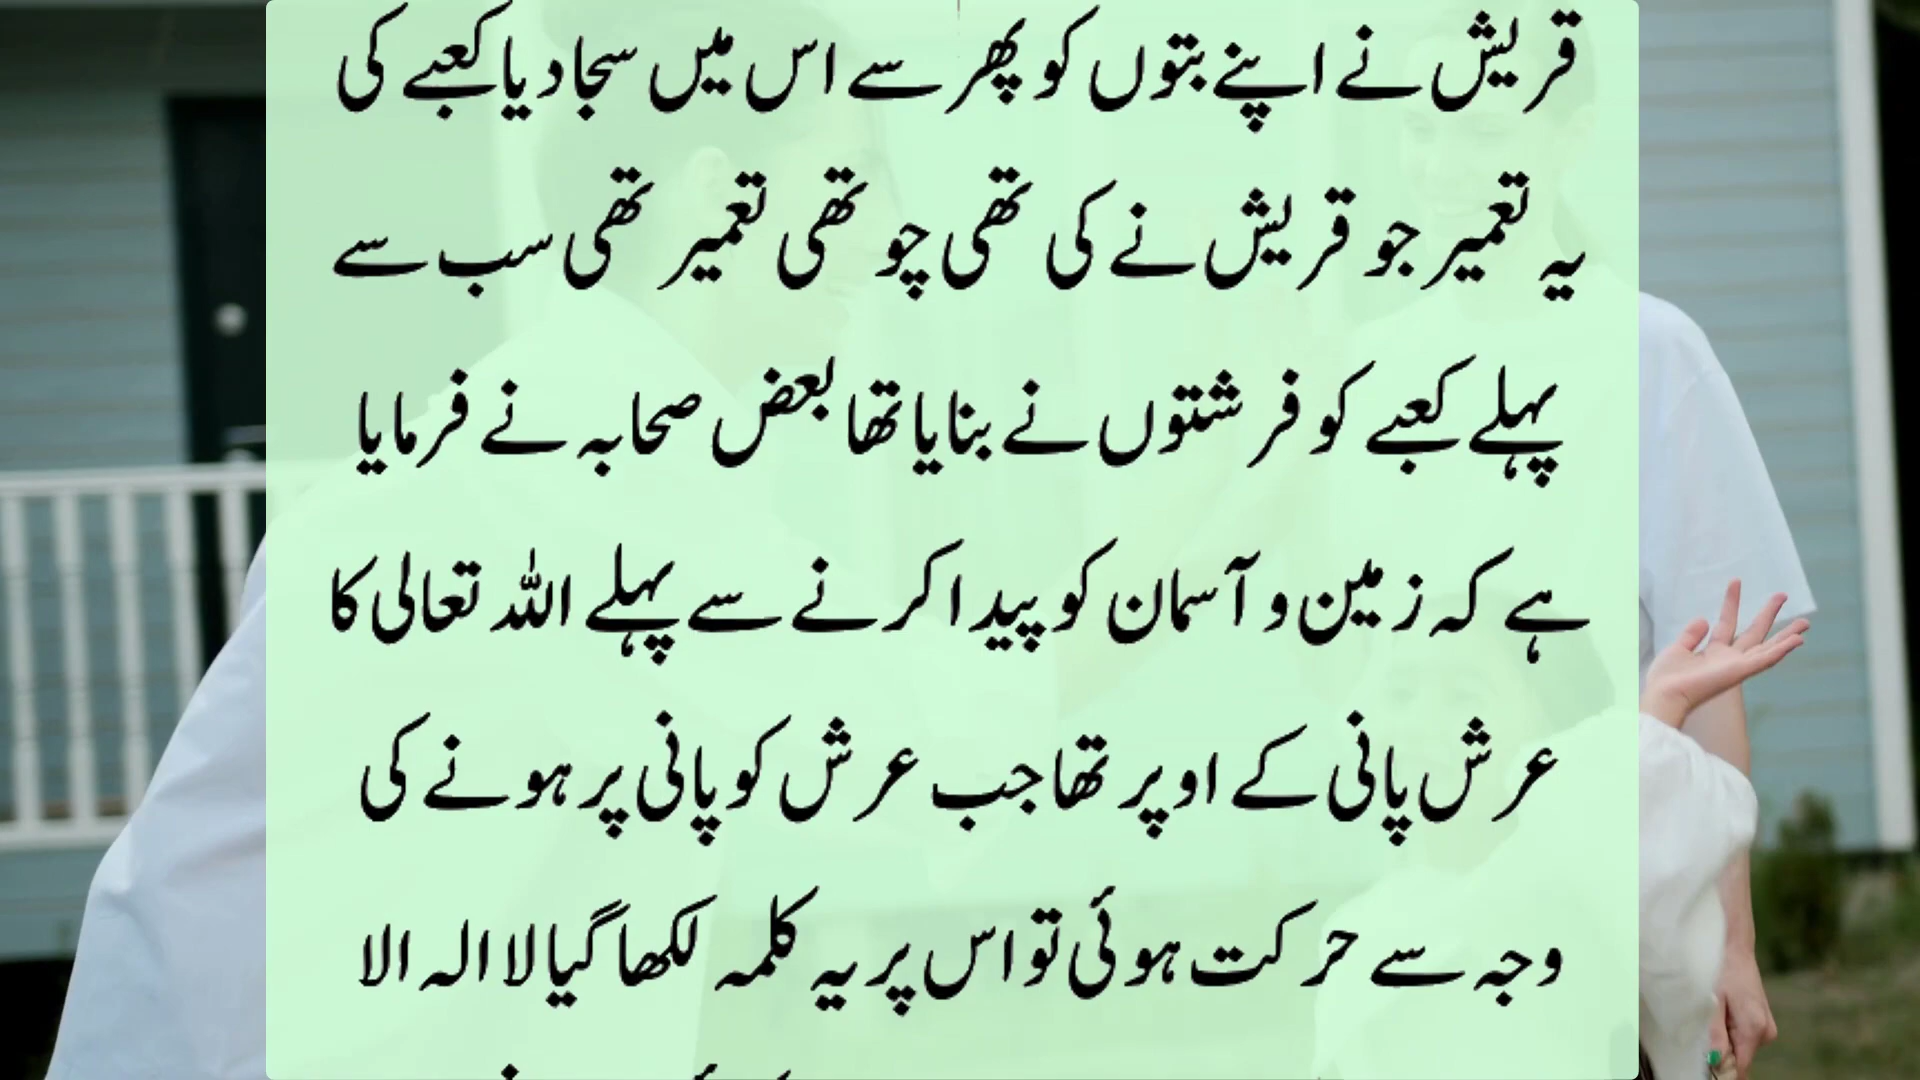 قریش نے اپنے بتوں کو پھر سے اس میں سجا دیا کعبے کی
یہ تعمیر جو قریش نے کی تھی چو تھی تعمیر تھی سب سے
پہلے کعبے کو فرشتوں نے بنایا تھا بعض صحابہ نے فرمایا
ہے کہ زمین و آسمان کو پیدا کرنے سے پہلے اللہ تعالی کا
عرش پانی کے اوپر تھا جب عرش کو پانی پر ہونے کی
وجہ سے حرکت ہوئی تو اس پر یہ کلمہ لکھا گیا لا الہ الا